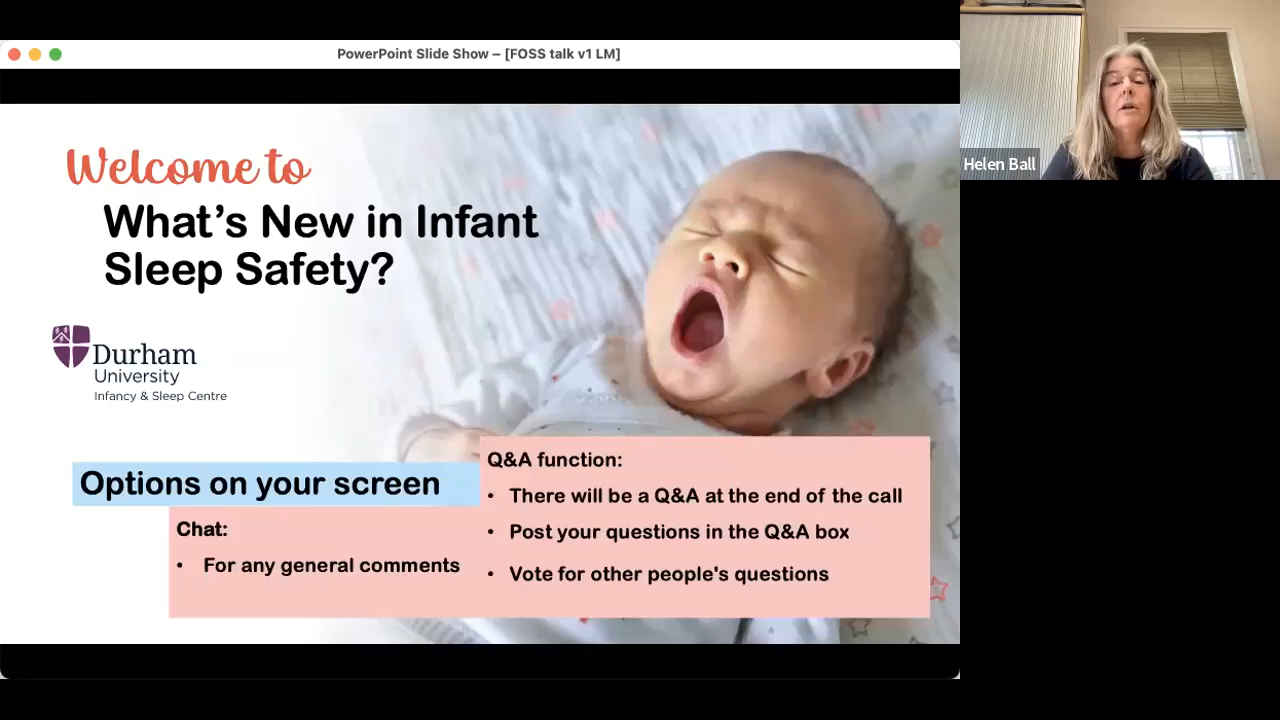 PowerPoint Slide Show – [FOSS talk v1 LM]
Welcome to
What's New in Infant
Sleep Safety?
Durham
University
Infancy & Sleep Centre
Options on your screen
Chat:
• For any general comments
Q&A function:
• There will be a Q&A at the end of the call
• Post your questions in the Q&A box
• Vote for other people's questions
Helen Ball